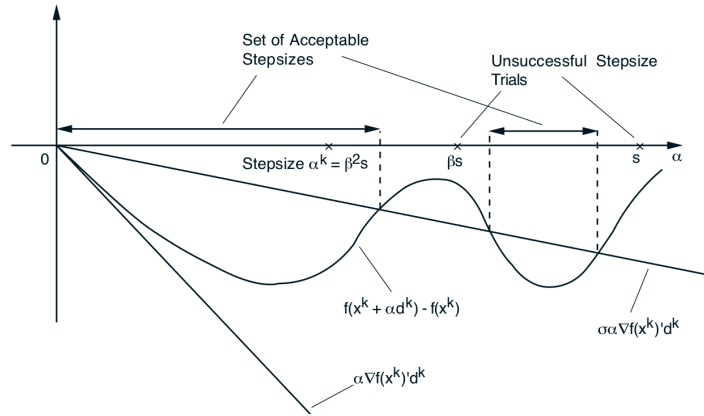 Set of Acceptable
Stepsizes
Unsuccessful Stepsize
Trials
0
Stepsize αᵏ = β²s
βs
s
α
f(xᵏ + αdᵏ) - f(xᵏ)
σα∇f(xᵏ)'dᵏ
α∇f(xᵏ)'dᵏ